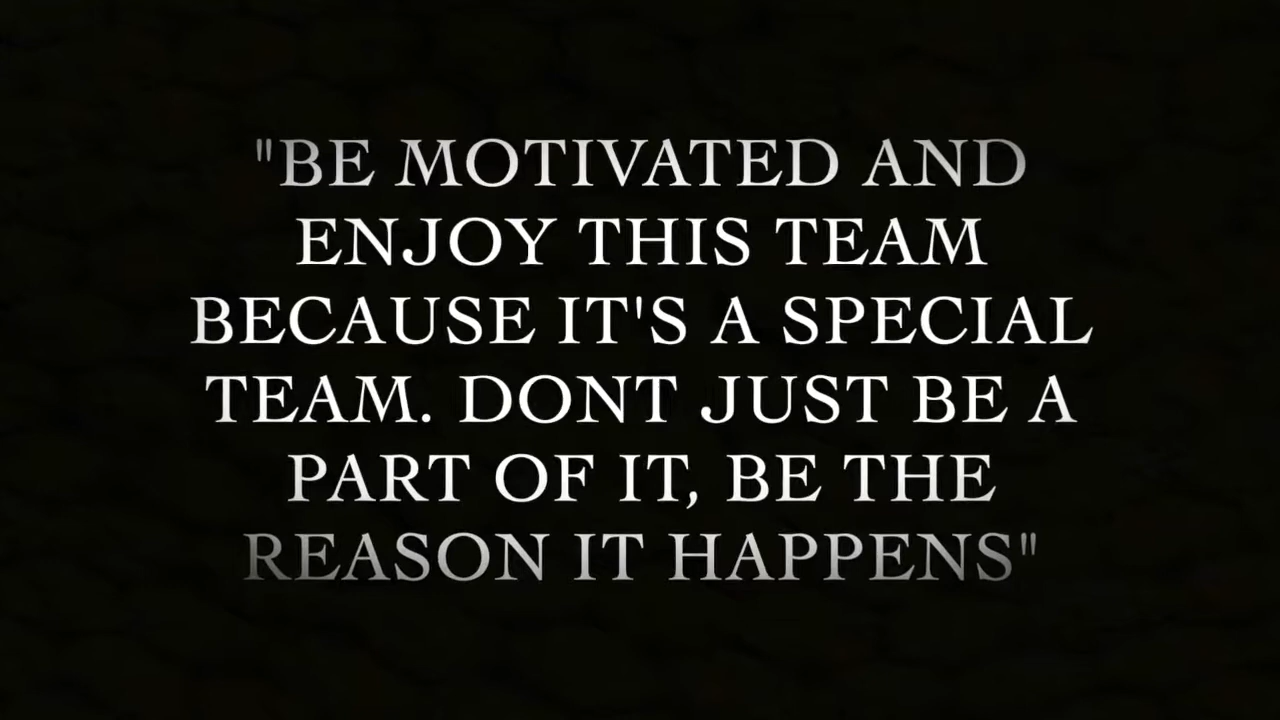 "BE MOTIVATED AND
ENJOY THIS TEAM
BECAUSE IT'S A SPECIAL
TEAM. DONT JUST BE A
PART OF IT, BE THE
REASON IT HAPPENS"